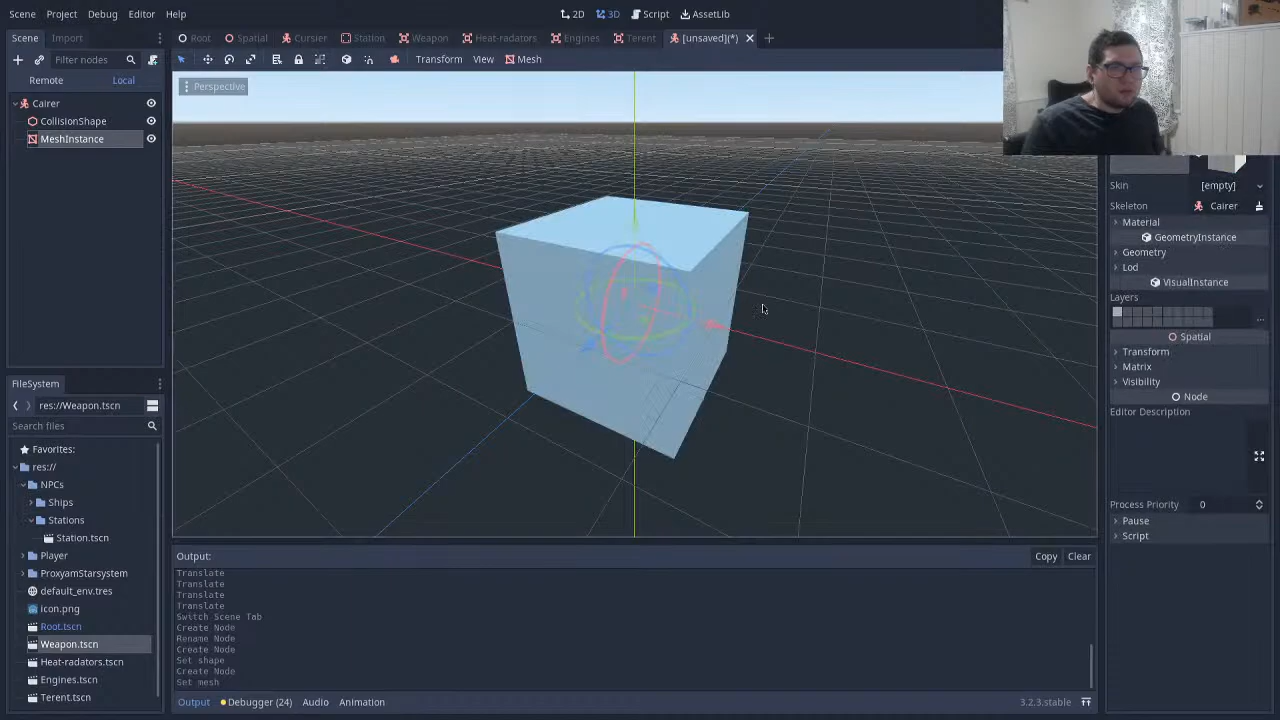 Scene Project Debug Editor Help
2D 3D Script AssetLib
Scene Import
Root Spatial Cursier Station Weapon Heat-radiators Engines Terent [unsaved](*)
Filter nodes
Transform View Mesh
Remote Local
Perspective
Cairer
CollisionShape
MeshInstance
Skin [empty]
Skeleton Cairer
Material
GeometryInstance
Geometry
Lod
VisualInstance
Layers
...
Spatial
Transform
Matrix
Visibility
Node
Editor Description
Process Priority 0
Pause
Script
FileSystem
res://Weapon.tscn
Search files
Favorites:
res://
NPCs
Ships
Stations
Station.tscn
Player
ProxyamStarsystem
default_env.tres
icon.png
Root.tscn
Weapon.tscn
Heat-radators.tscn
Engines.tscn
Terent.tscn
Output: Copy Clear
Translate
Translate
Translate
Translate
Switch Scene Tab
Create Node
Rename Node
Create Node
Set shape
Create Node
Set mesh
Output Debugger (24) Audio Animation 3.2.3.stable